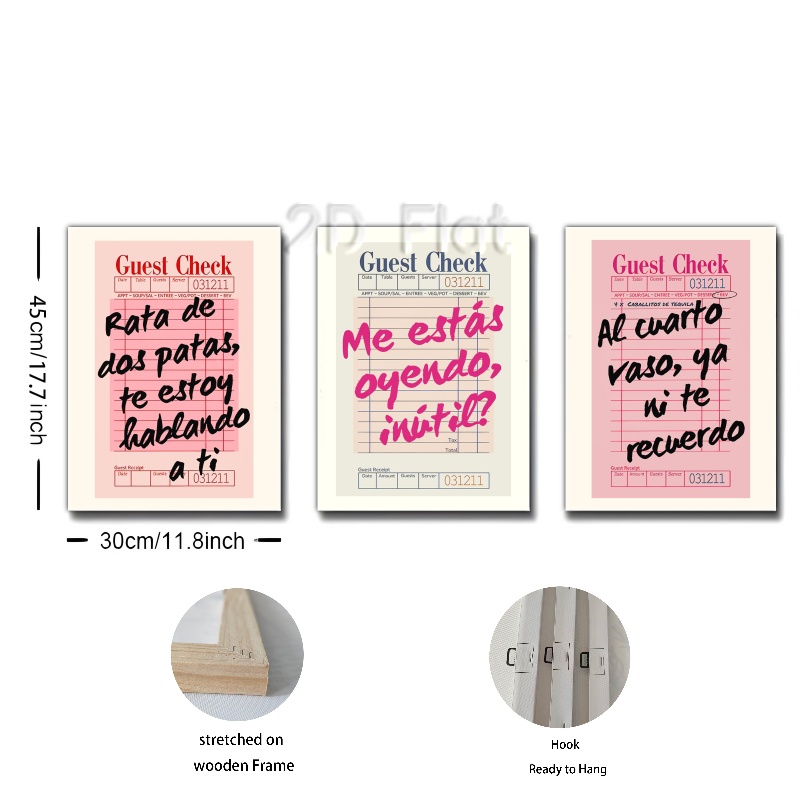 2D Flat
Guest Check
Date Table Guests Server
031211
APPT – SOUP/SAL – ENTREE – VEG/POT – DESSERT – BEV
Rata de
dos patas,
te estoy
hablando
a ti
Guest Receipt
Date Amount Guests Server
031211
Guest Check
Date Table Guests Server
031211
APPT – SOUP/SAL – ENTREE – VEG/POT – DESSERT – BEV
Me estás
oyendo,
inútil?
Tax
Total
Guest Receipt
Date Amount Guests Server
031211
Guest Check
Date Table Guests Server
031211
APPT – SOUP/SAL – ENTREE – VEG/POT – DESSERT – BEV
4 x CABALLITOS DE TEQUILA
Al cuarto
vaso, ya
ni te
recuerdo
Guest Receipt
Date Amount Guests Server
031211
45cm/17.7inch
30cm/11.8inch
stretched on
wooden Frame
Hook
Ready to Hang